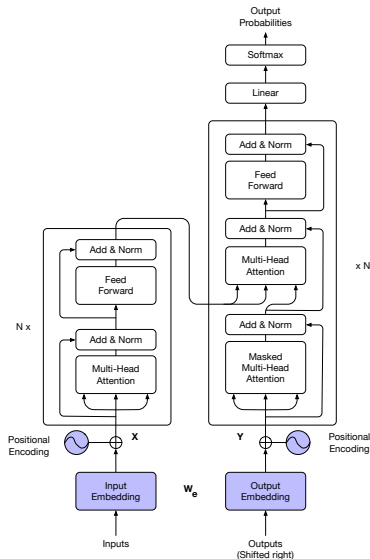 Output
Probabilities
Softmax
Linear
Add & Norm
Feed
Forward
Add & Norm
Multi-Head
Attention
x N
Add & Norm
Masked
Multi-Head
Attention
Add & Norm
Feed
Forward
N x
Add & Norm
Multi-Head
Attention
Positional
Encoding
X
Y
Positional
Encoding
Input
Embedding
We
Output
Embedding
Inputs
Outputs
(Shifted right)